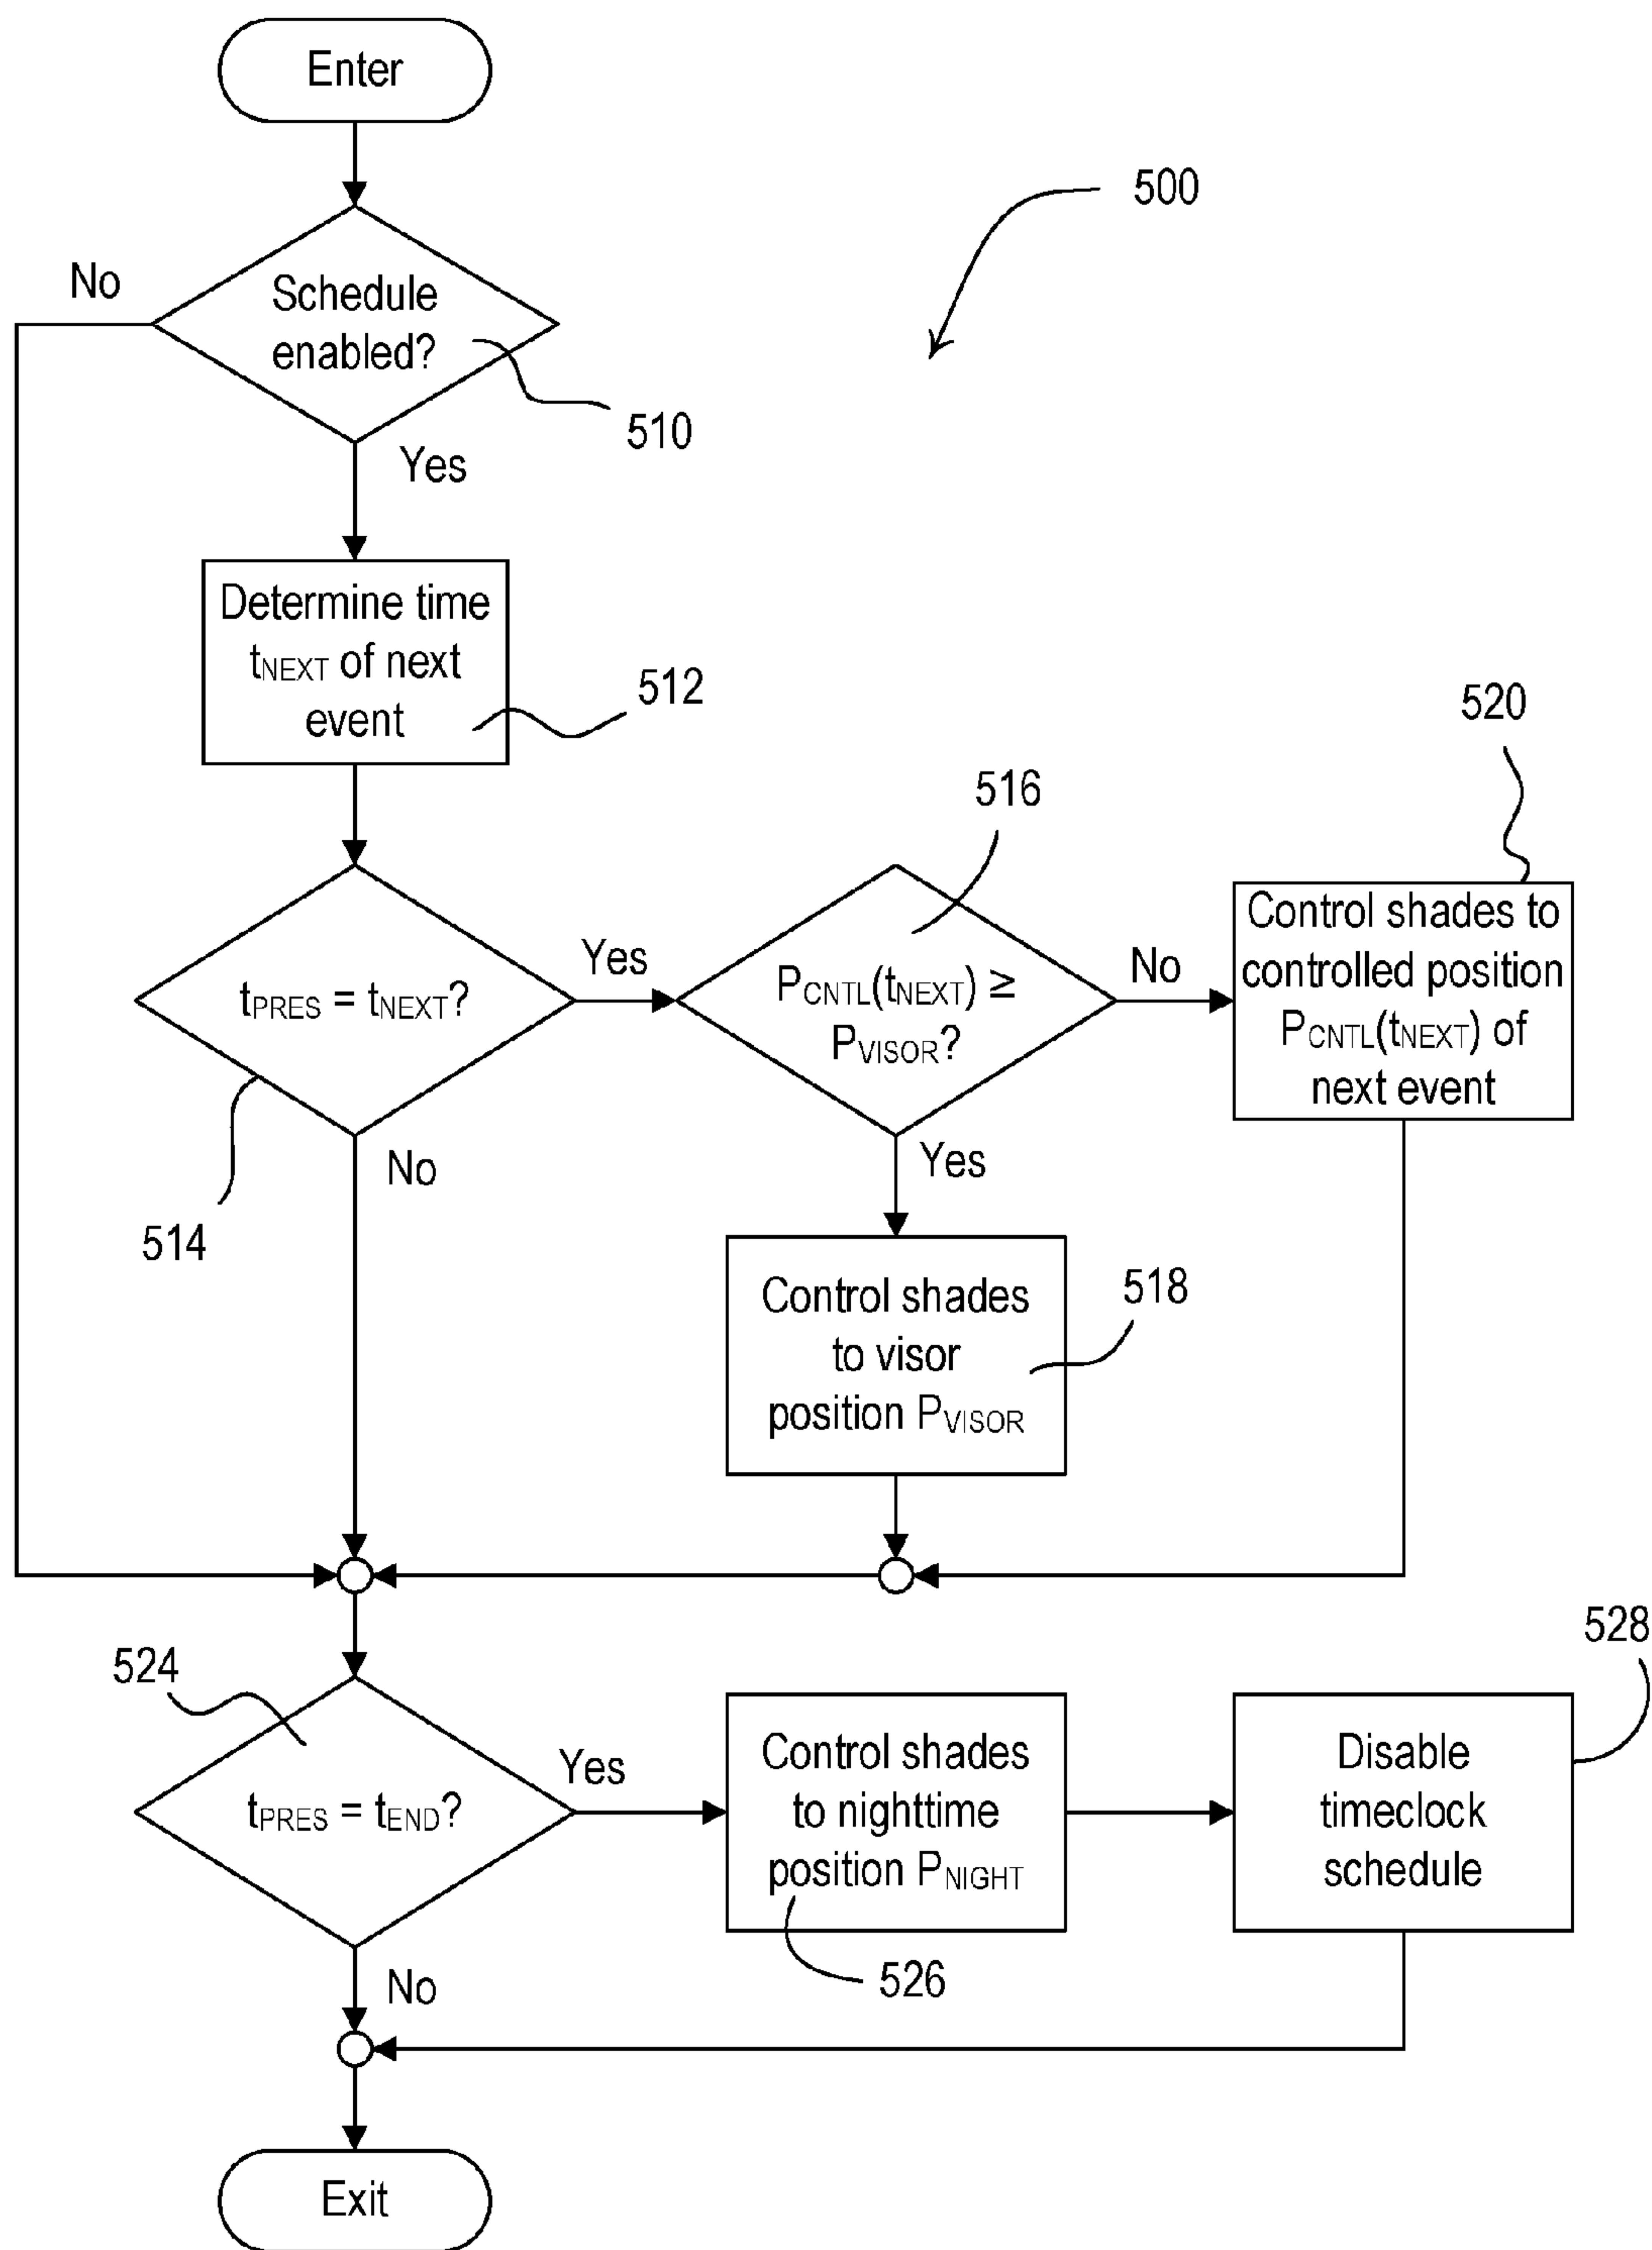 Enter
500
No
Schedule
enabled?
510
Yes
Determine time
tNEXT of next
event
512
520
516
Control shades to
controlled position
PCNTL(tNEXT) of
next event
tPRES = tNEXT?
Yes
PCNTL(tNEXT) ≥
PVISOR?
No
514
No
Yes
Control shades
to visor
position PVISOR
518
524
528
tPRES = tEND?
Yes
Control shades
to nighttime
position PNIGHT
526
Disable
timeclock
schedule
No
Exit